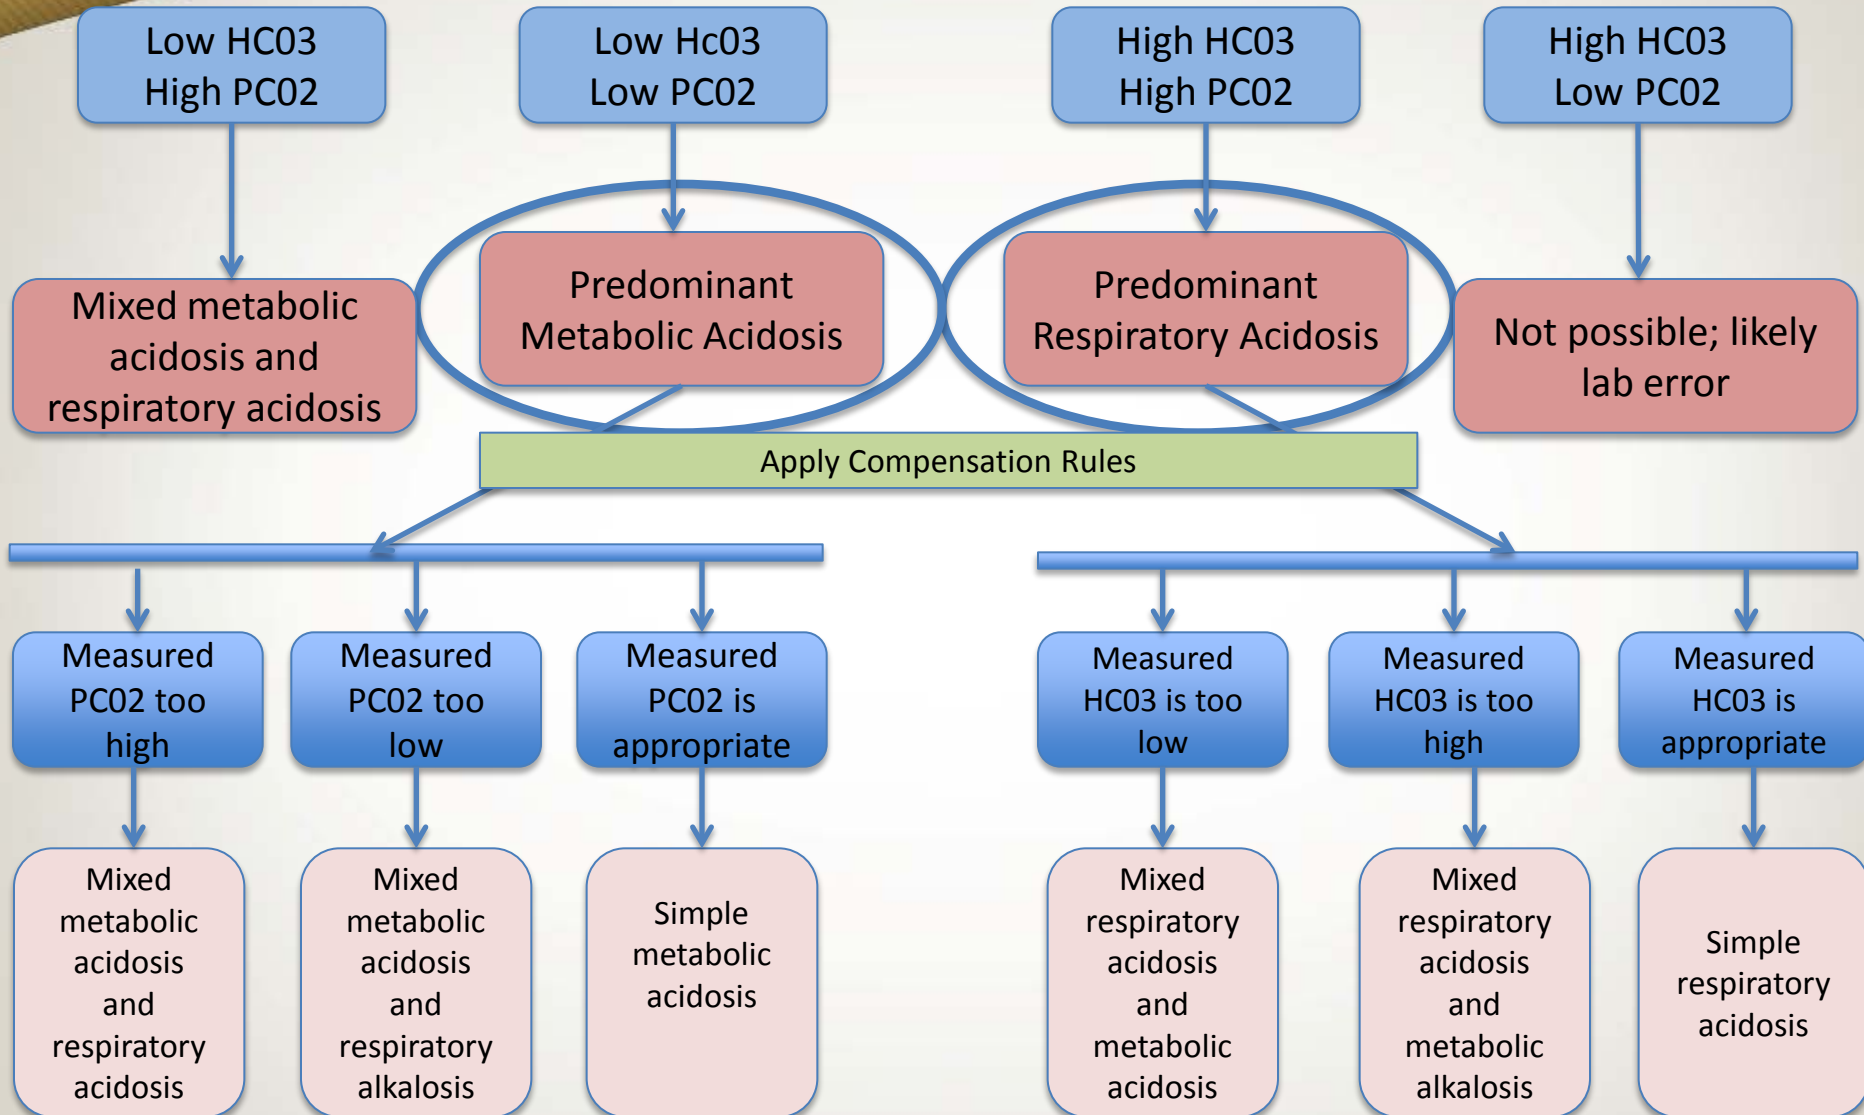 Low HC03
High PC02
Low Hc03
Low PC02
High HC03
High PC02
High HC03
Low PC02
Mixed metabolic
acidosis and
respiratory acidosis
Predominant
Metabolic Acidosis
Predominant
Respiratory Acidosis
Not possible; likely
lab error
Apply Compensation Rules
Measured
PC02 too
high
Measured
PC02 too
low
Measured
PC02 is
appropriate
Measured
HC03 is too
low
Measured
HC03 is too
high
Measured
HC03 is
appropriate
Mixed
metabolic
acidosis
and
respiratory
acidosis
Mixed
metabolic
acidosis
and
respiratory
alkalosis
Simple
metabolic
acidosis
Mixed
respiratory
acidosis
and
metabolic
acidosis
Mixed
respiratory
acidosis
and
metabolic
alkalosis
Simple
respiratory
acidosis